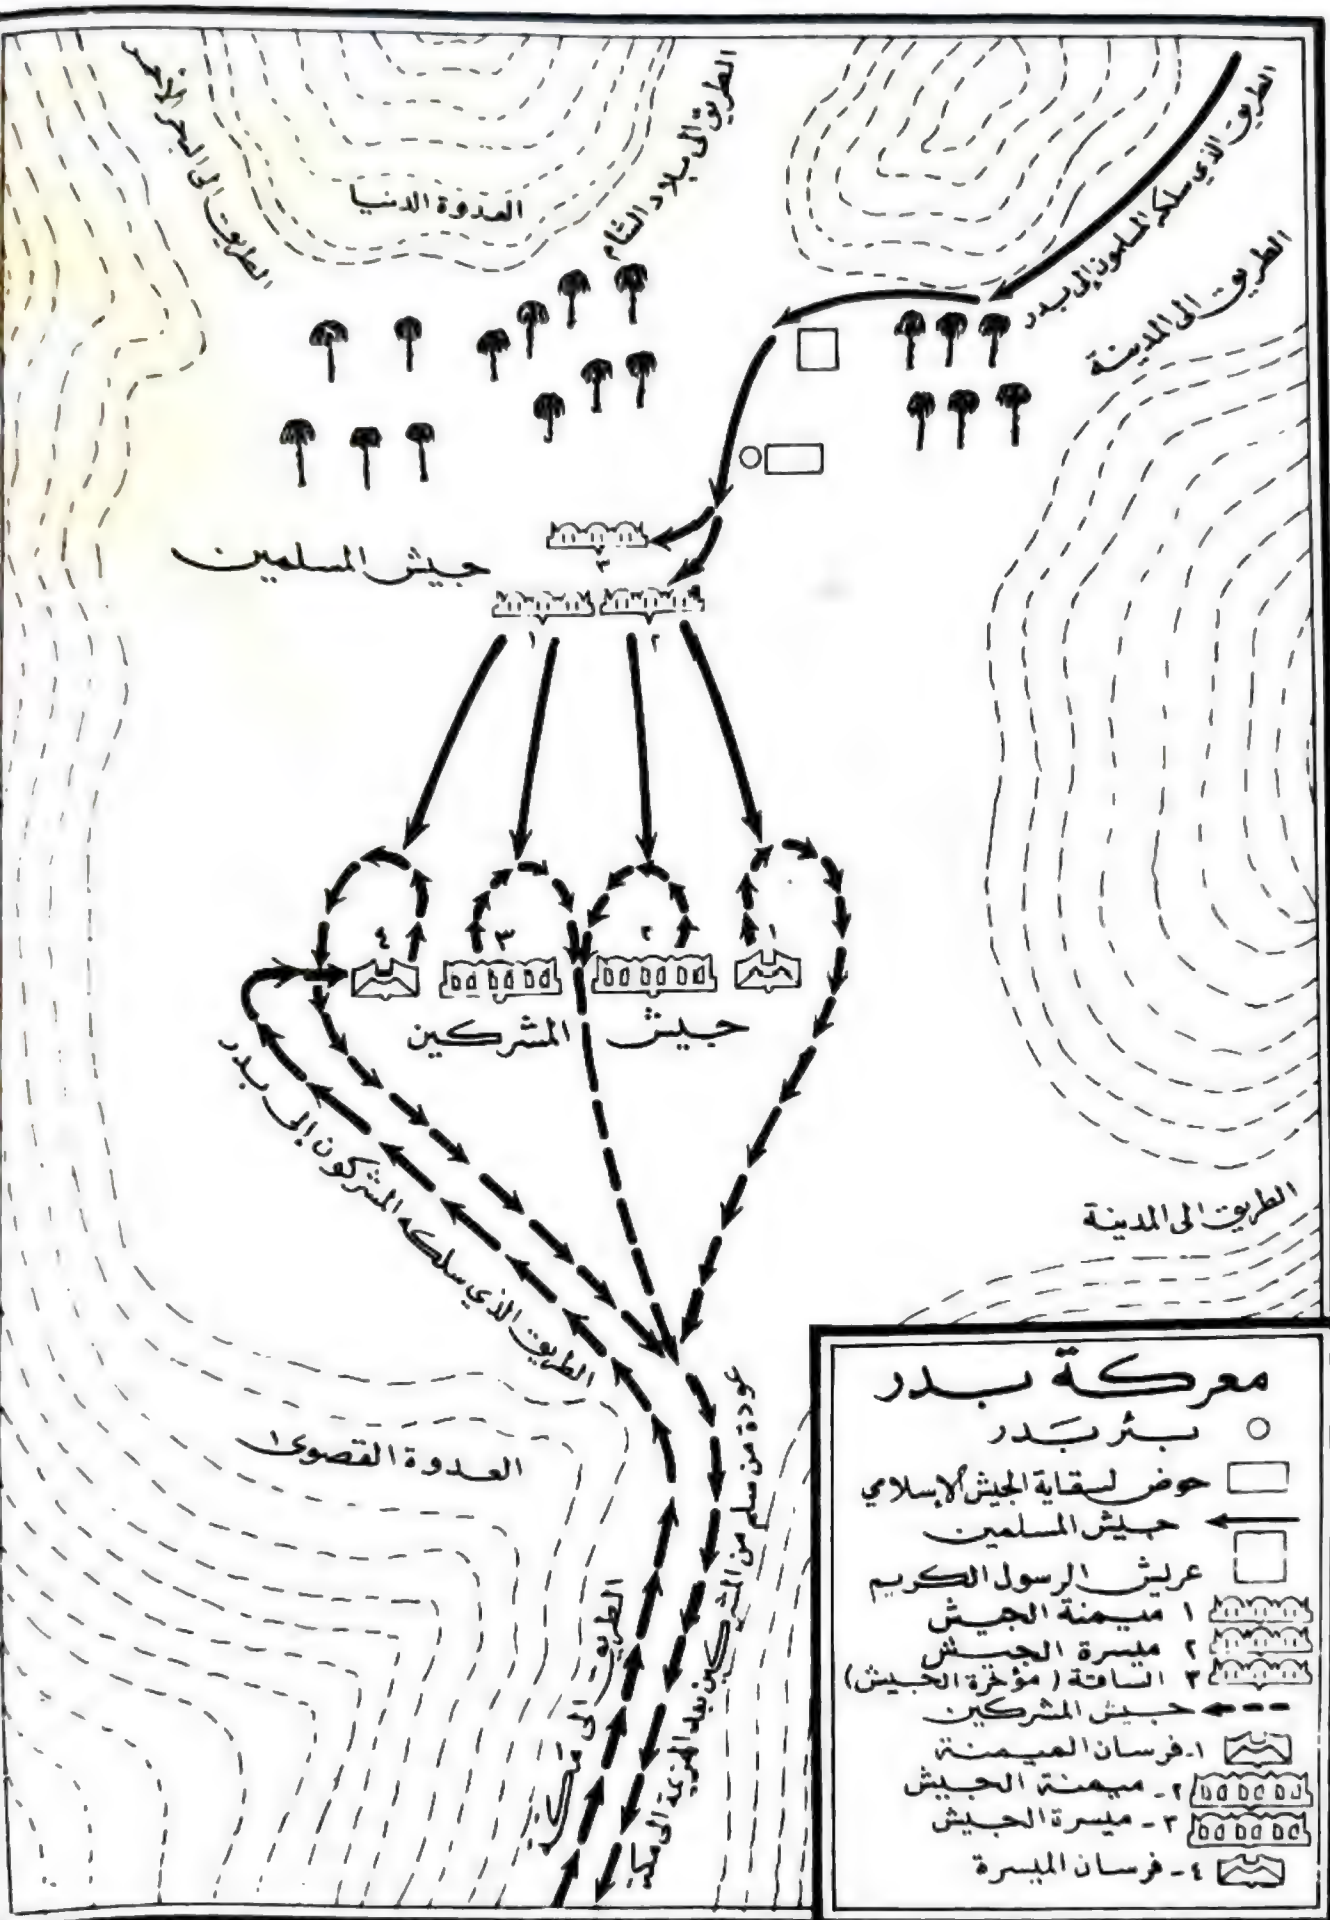 الطريق الى البحر الأحمر
الطريق الى بلاد الشام
الطريق الذي سلكه المسلمون إلى بدر
العدوة الدنيا
الطريق الى المدينة
جيش المسلمين
٣
١
٢
٤
٣
٢
١
جيش المشركين
الطريق الذي سلكه المشركون إلى بدر
الطريق الى المدينة
العدوة القصوى
عودة من سلم من المشركين بعد الهزيمة الى مكة
الطريق الى مكة
معركة بدر
بئر بَدر
حوض لسقاية الجيش الإسلامي
جيش المسلمين
عريش الرسول الكريم
١ ميمنة الجيش
٢ ميسرة الجيش
٣ الساقة (مؤخرة الجيش)
جيش المشركين
١- فرسان الميمنة
٢- ميمنة الجيش
٣- ميسرة الجيش
٤- فرسان الميسرة